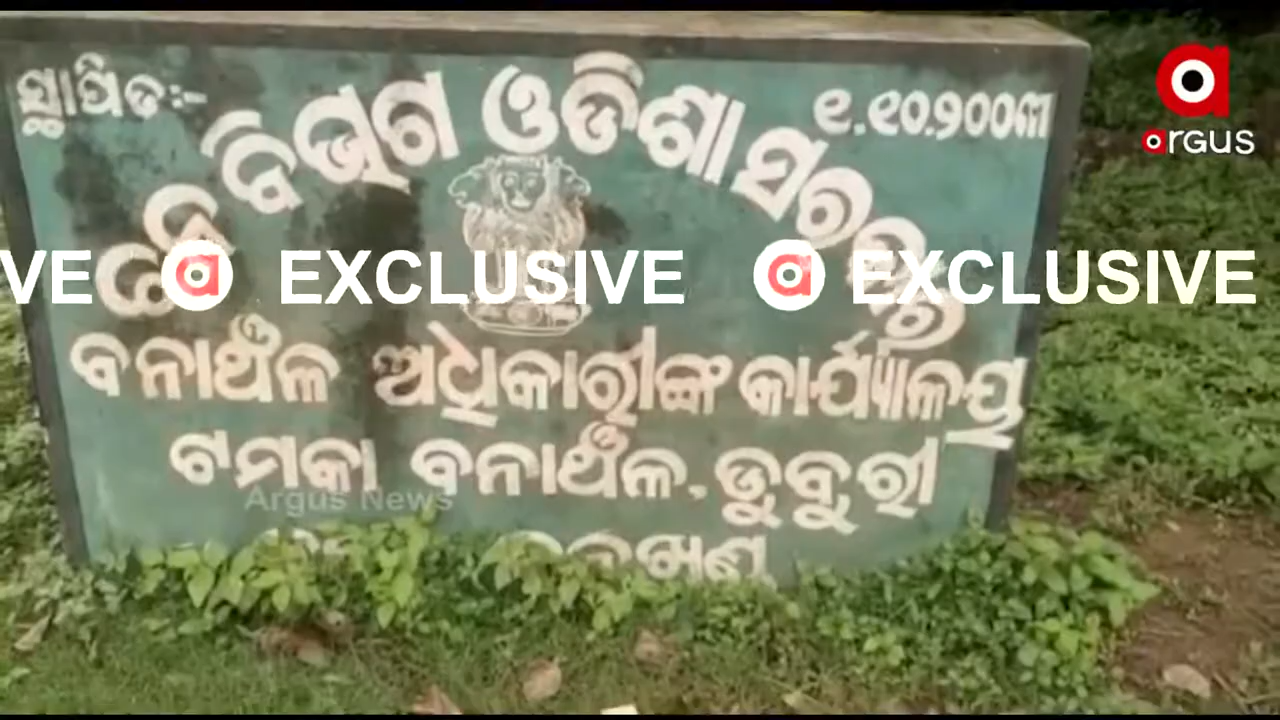 ସ୍ଥାପିତ:- ୧.୧୦.୨୦୦୩
argus
ବିଭାଗ ଓଡିଶା ସରକାର
VE EXCLUSIVE EXCLUSIVE
ବନାଞ୍ଚଳ ଅଧିକାରୀଙ୍କ କାର୍ଯ୍ୟାଳୟ
ଟମକା ବନାଞ୍ଚଳ, ଡୁବୁରୀ
Argus News